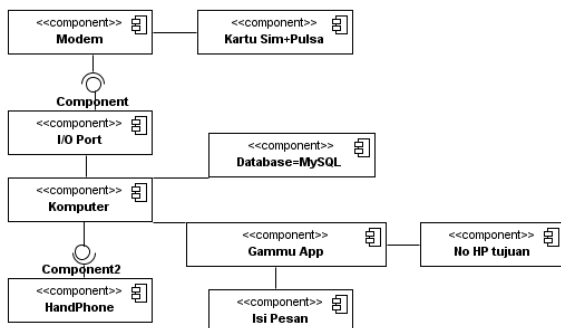 <<component>>
Modem
<<component>>
Kartu Sim+Pulsa
Component
<<component>>
I/O Port
<<component>>
Database=MySQL
<<component>>
Komputer
<<component>>
Gammu App
<<component>>
No HP tujuan
Component2
<<component>>
HandPhone
<<component>>
Isi Pesan